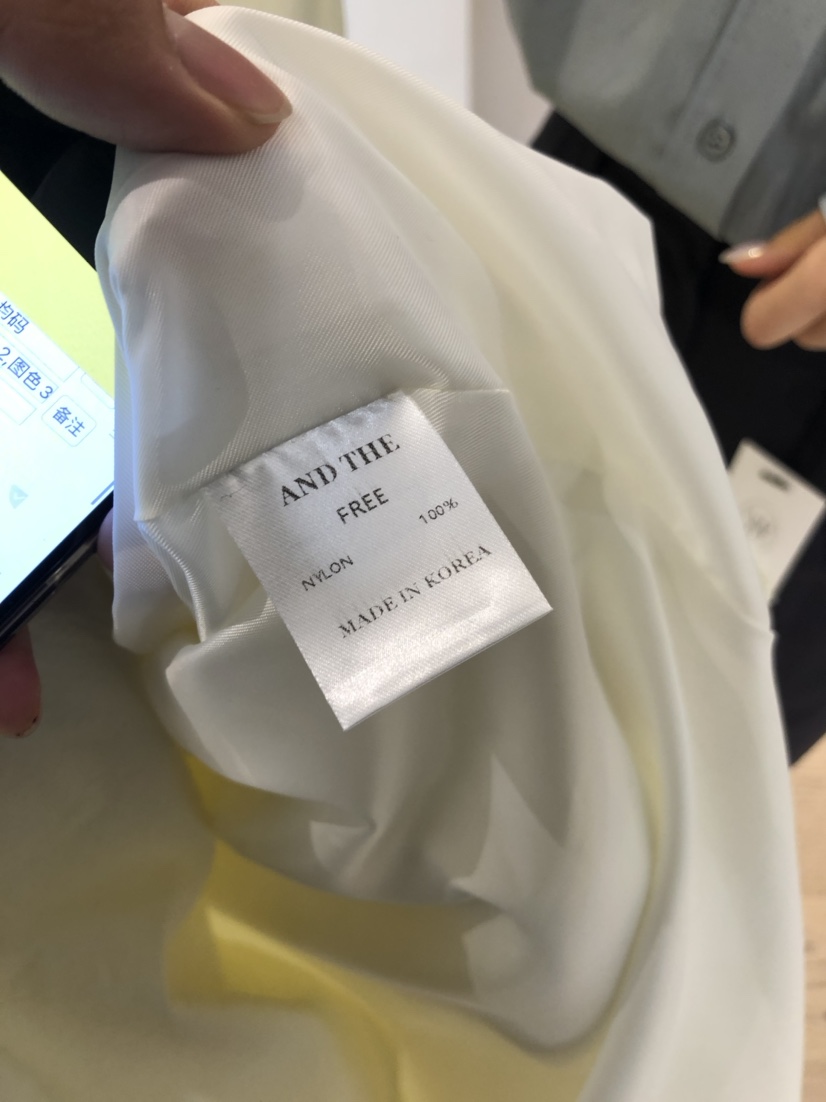 均码
2,图色3
备注
AND THE
FREE
NYLON 100%
MADE IN KOREA